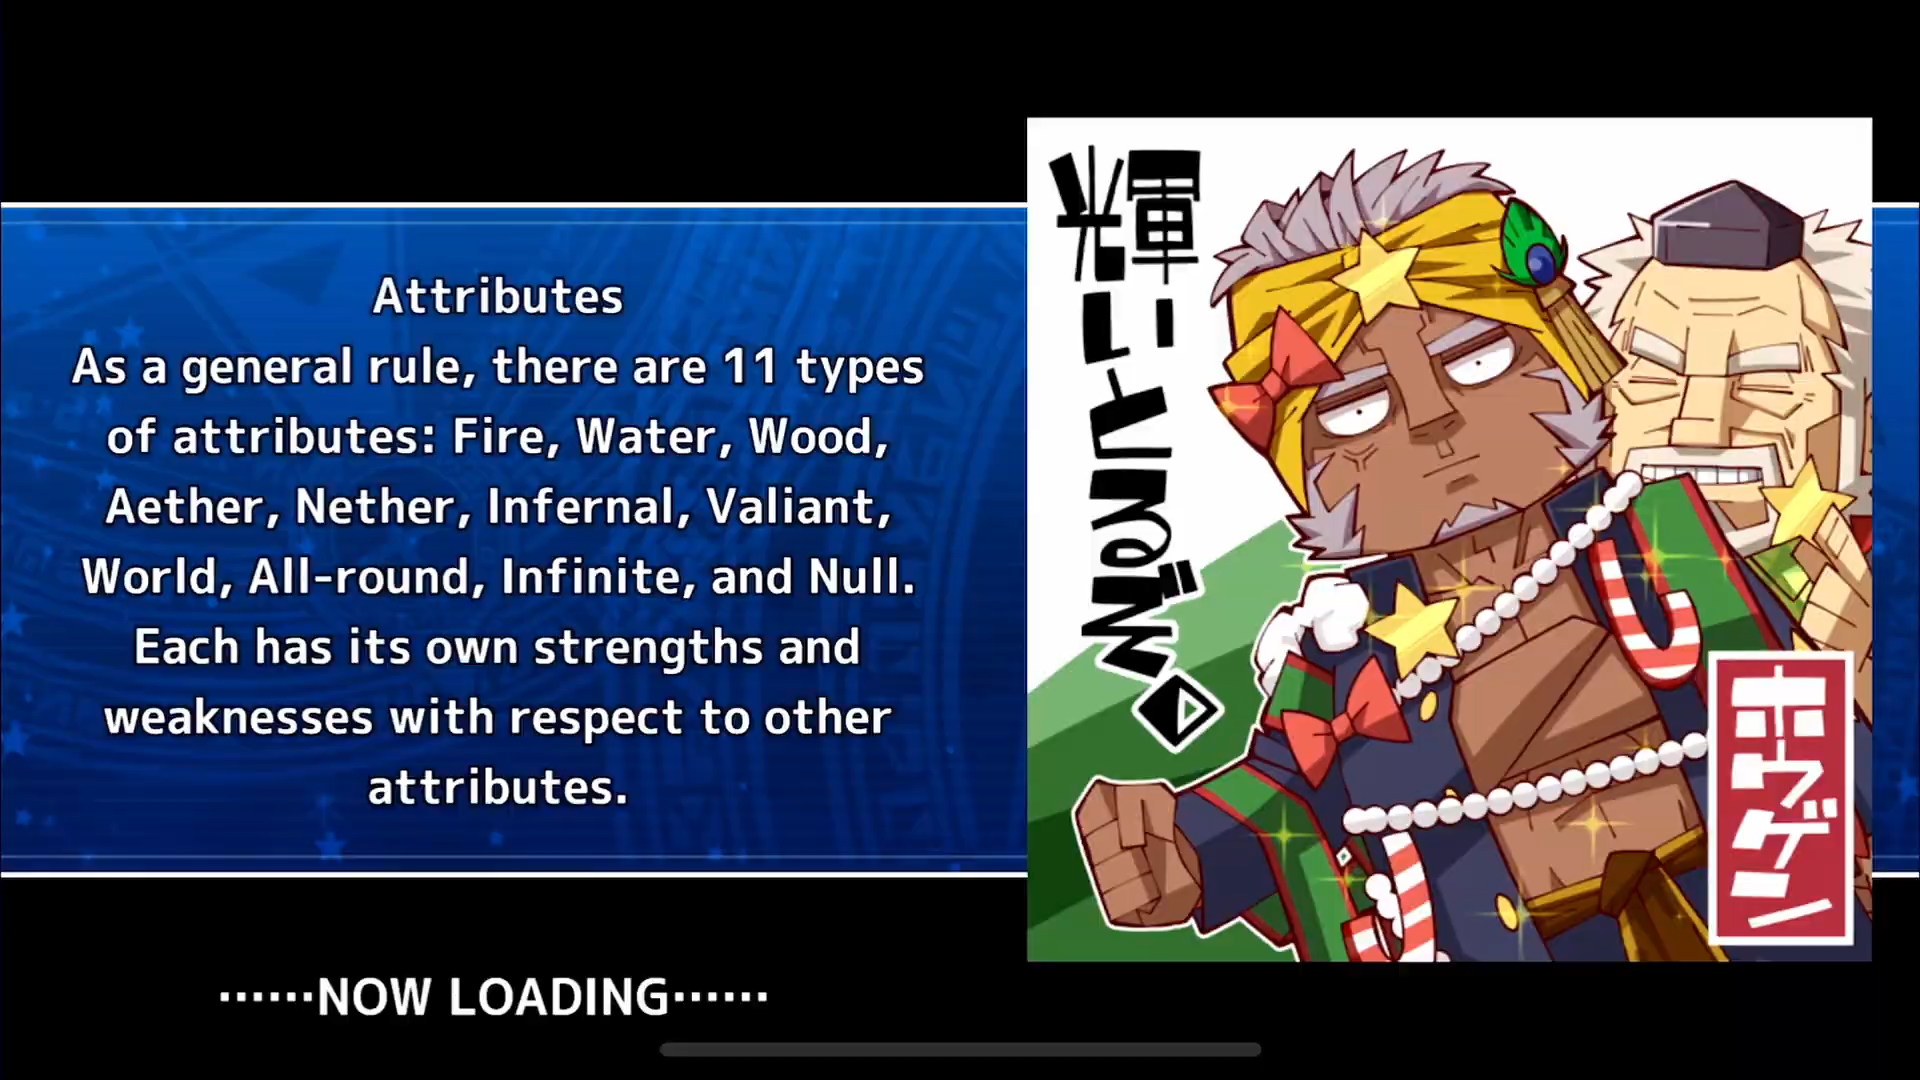 Attributes
As a general rule, there are 11 types
of attributes: Fire, Water, Wood,
Aether, Nether, Infernal, Valiant,
World, All-round, Infinite, and Null.
Each has its own strengths and
weaknesses with respect to other
attributes.
……NOW LOADING……
輝いとるぞい。
ホウゲン